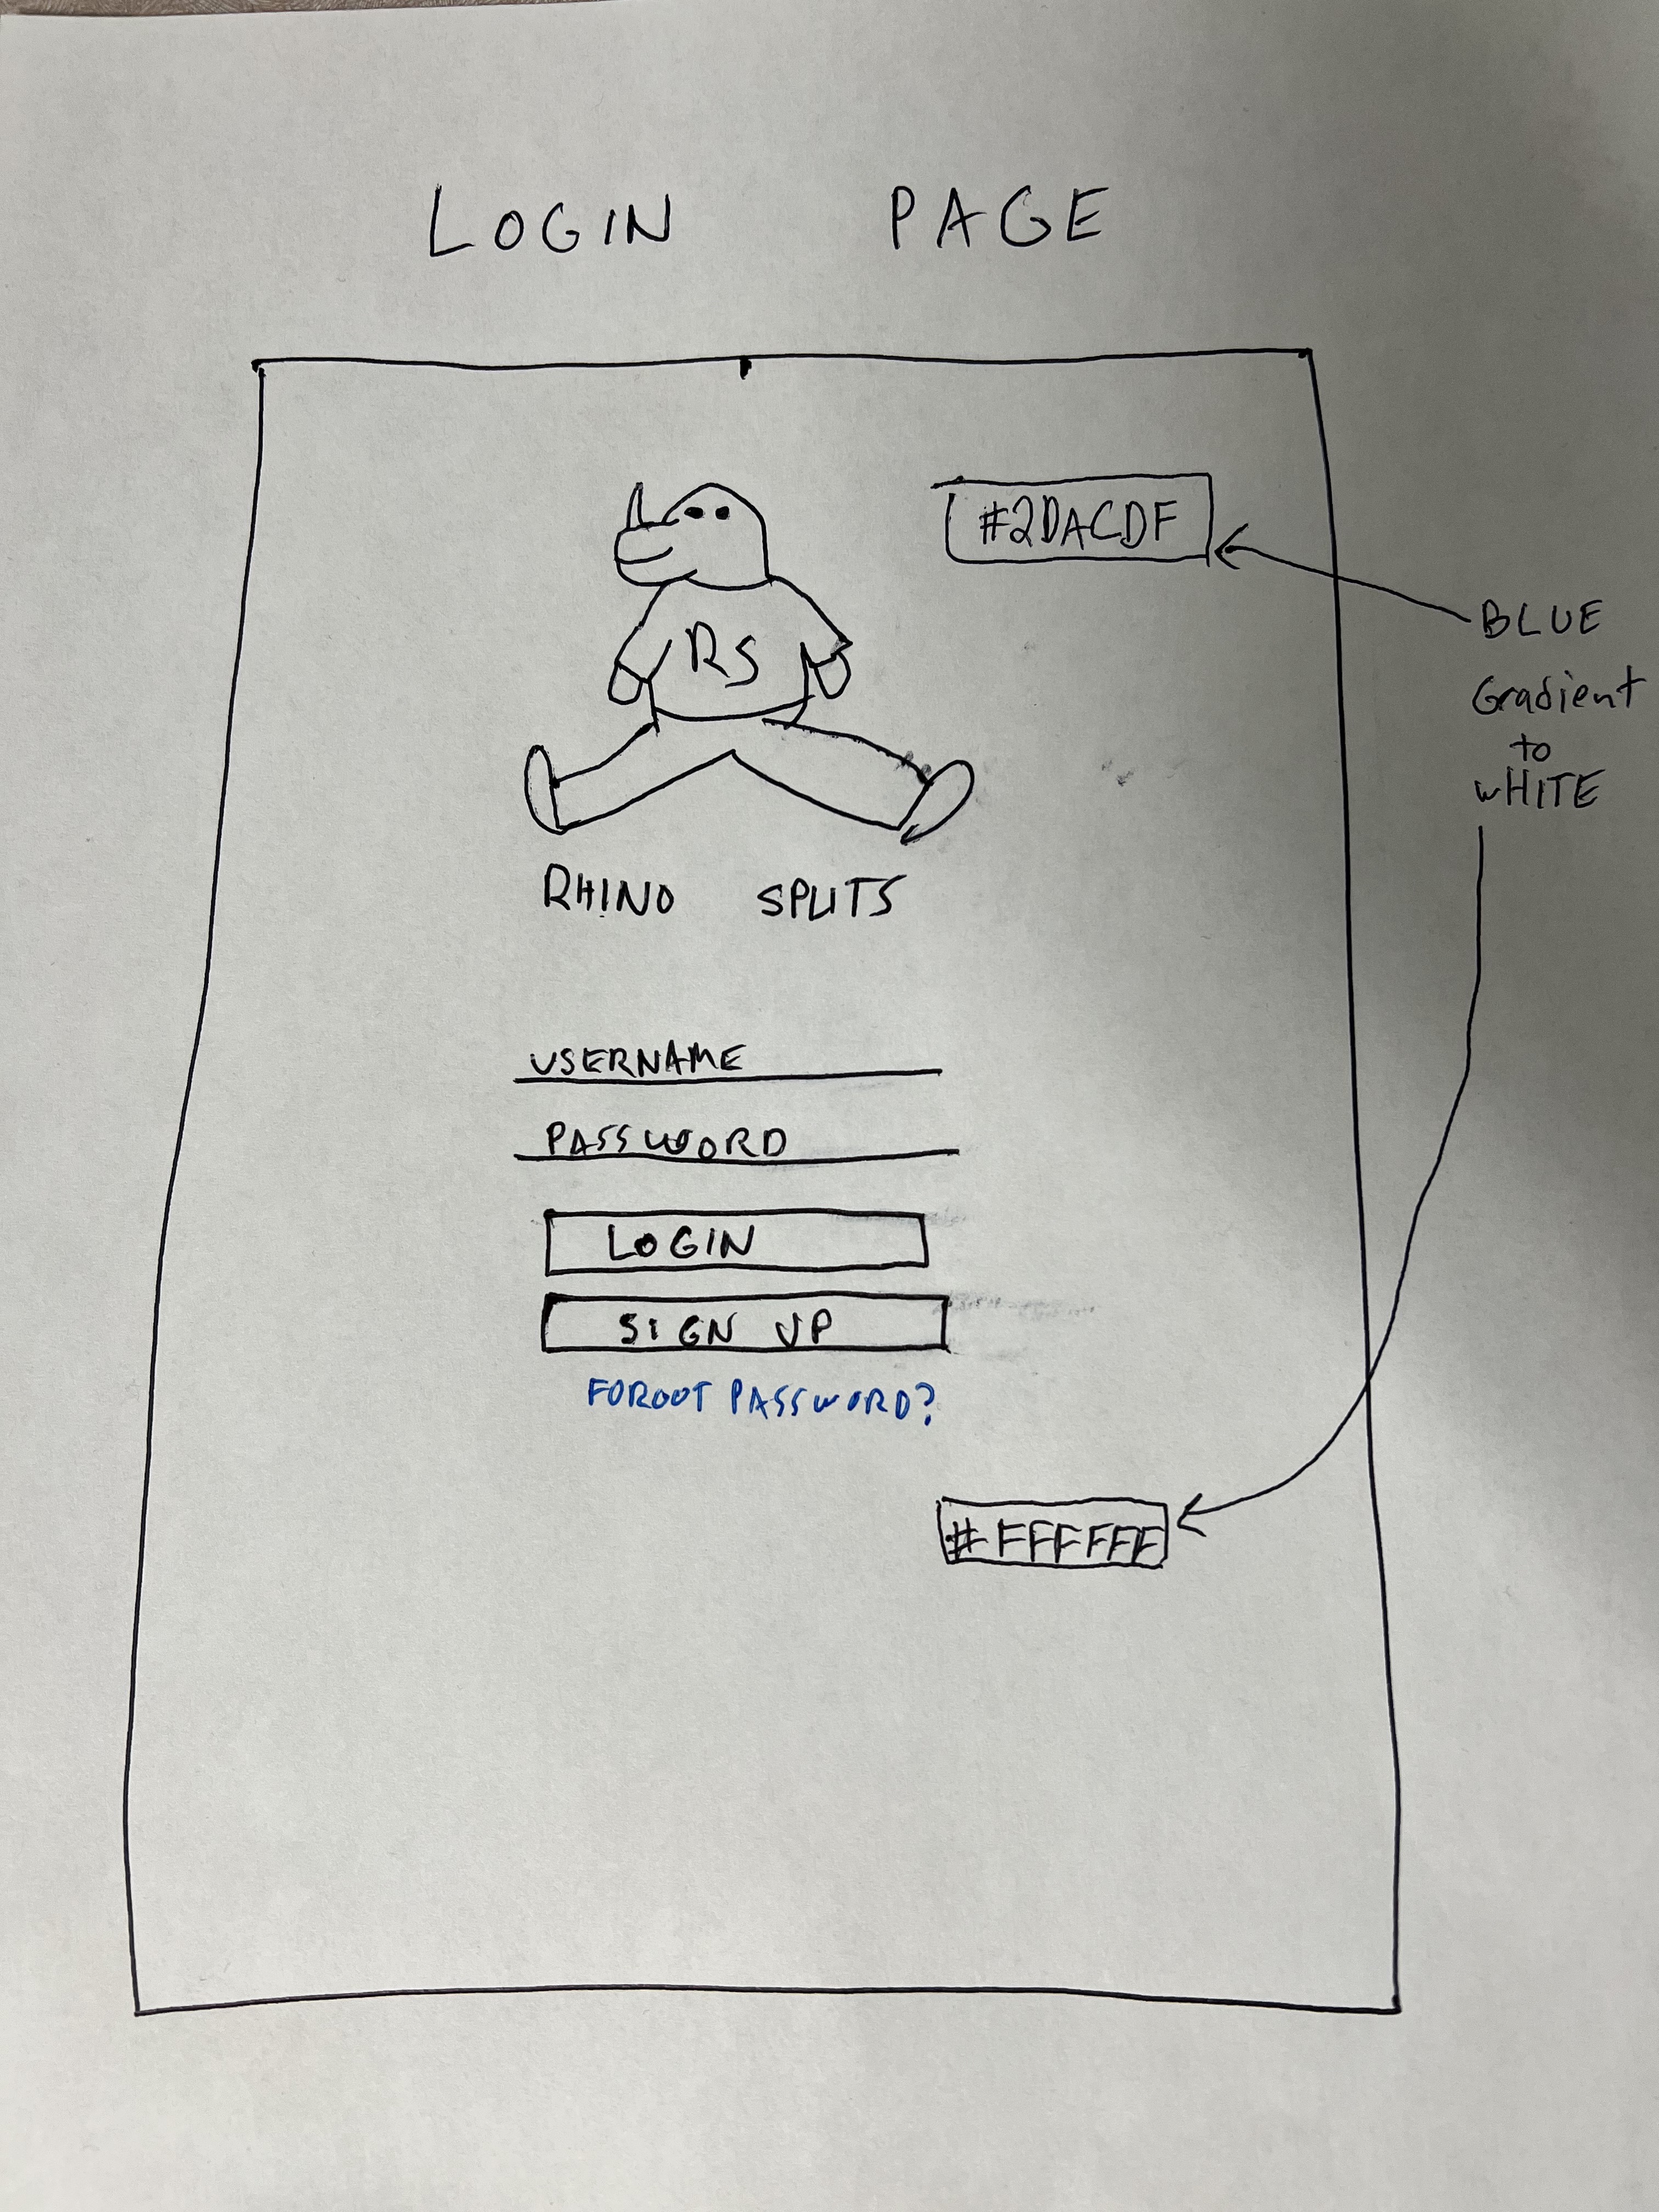 LOGIN PAGE
#2DACDF
BLUE
Gradient
to
wHITE
RS
RHINO SPLITS
USERNAME
PASSWORD
LOGIN
SIGN UP
FOROOT PASSWORD?
#FFFFFF